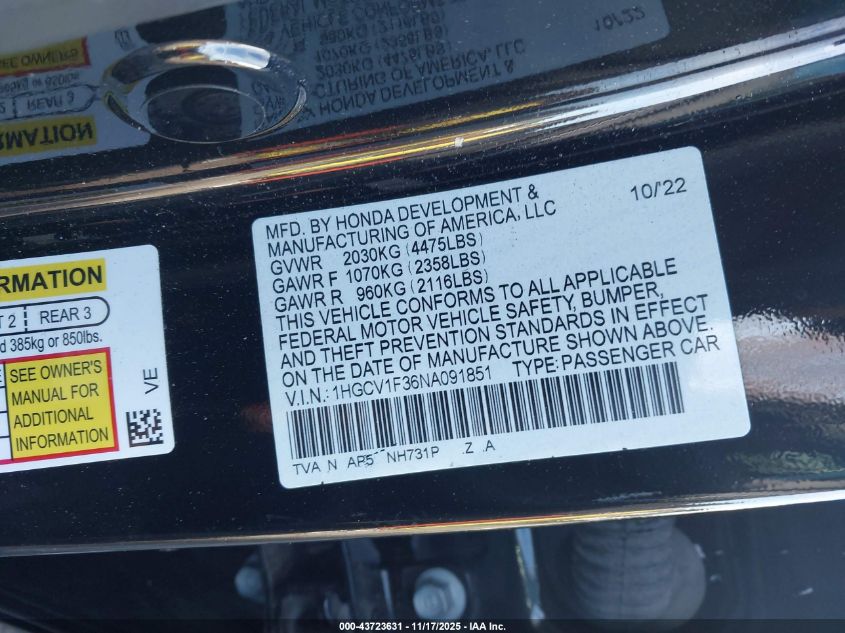 MFD. BY HONDA DEVELOPMENT & 10/'22
MANUFACTURING OF AMERICA, LLC
GVWR 2030KG (4475LBS)
GAWR F 1070KG (2358LBS)
GAWR R 960KG (2116LBS)
THIS VEHICLE CONFORMS TO ALL APPLICABLE
FEDERAL MOTOR VEHICLE SAFETY, BUMPER,
AND THEFT PREVENTION STANDARDS IN EFFECT
ON THE DATE OF MANUFACTURE SHOWN ABOVE.
V.I.N.: 1HGCV1F36NA091851 TYPE: PASSENGER CAR
TVA N AP5 NH731P Z A
RMATION
T 2 REAR 3
d 385kg or 850lbs.
SEE OWNER'S
MANUAL FOR
ADDITIONAL
INFORMATION
VE
000-43723631 - 11/17/2025 - IAA Inc.